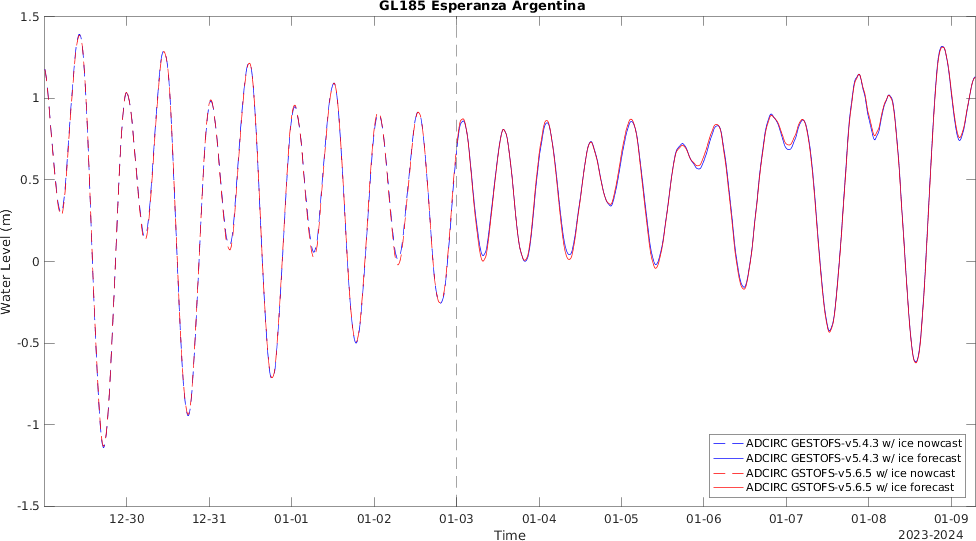 GL185 Esperanza Argentina
1.5
1
0.5
0
-0.5
-1
-1.5
Water Level (m)
12-30 12-31 01-01 01-02 01-03 01-04 01-05 01-06 01-07 01-08 01-09
Time
2023-2024
ADCIRC GESTOFS-v5.4.3 w/ ice nowcast
ADCIRC GESTOFS-v5.4.3 w/ ice forecast
ADCIRC GSTOFS-v5.6.5 w/ ice nowcast
ADCIRC GSTOFS-v5.6.5 w/ ice forecast